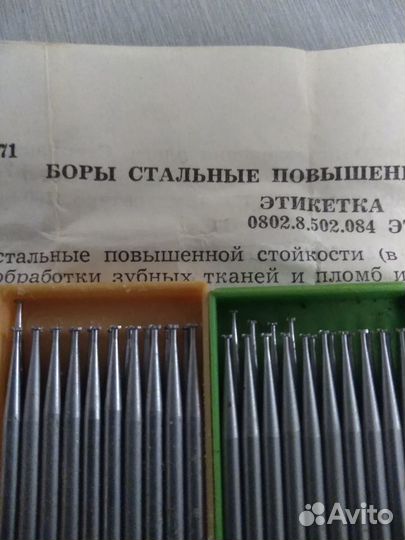 71
БОРЫ СТАЛЬНЫЕ ПОВЫШЕН
ЭТИКЕТКА
0802.8.502.084 Э
стальные повышенной стойкости (в
обработки зубных тканей и пломб и
Avito